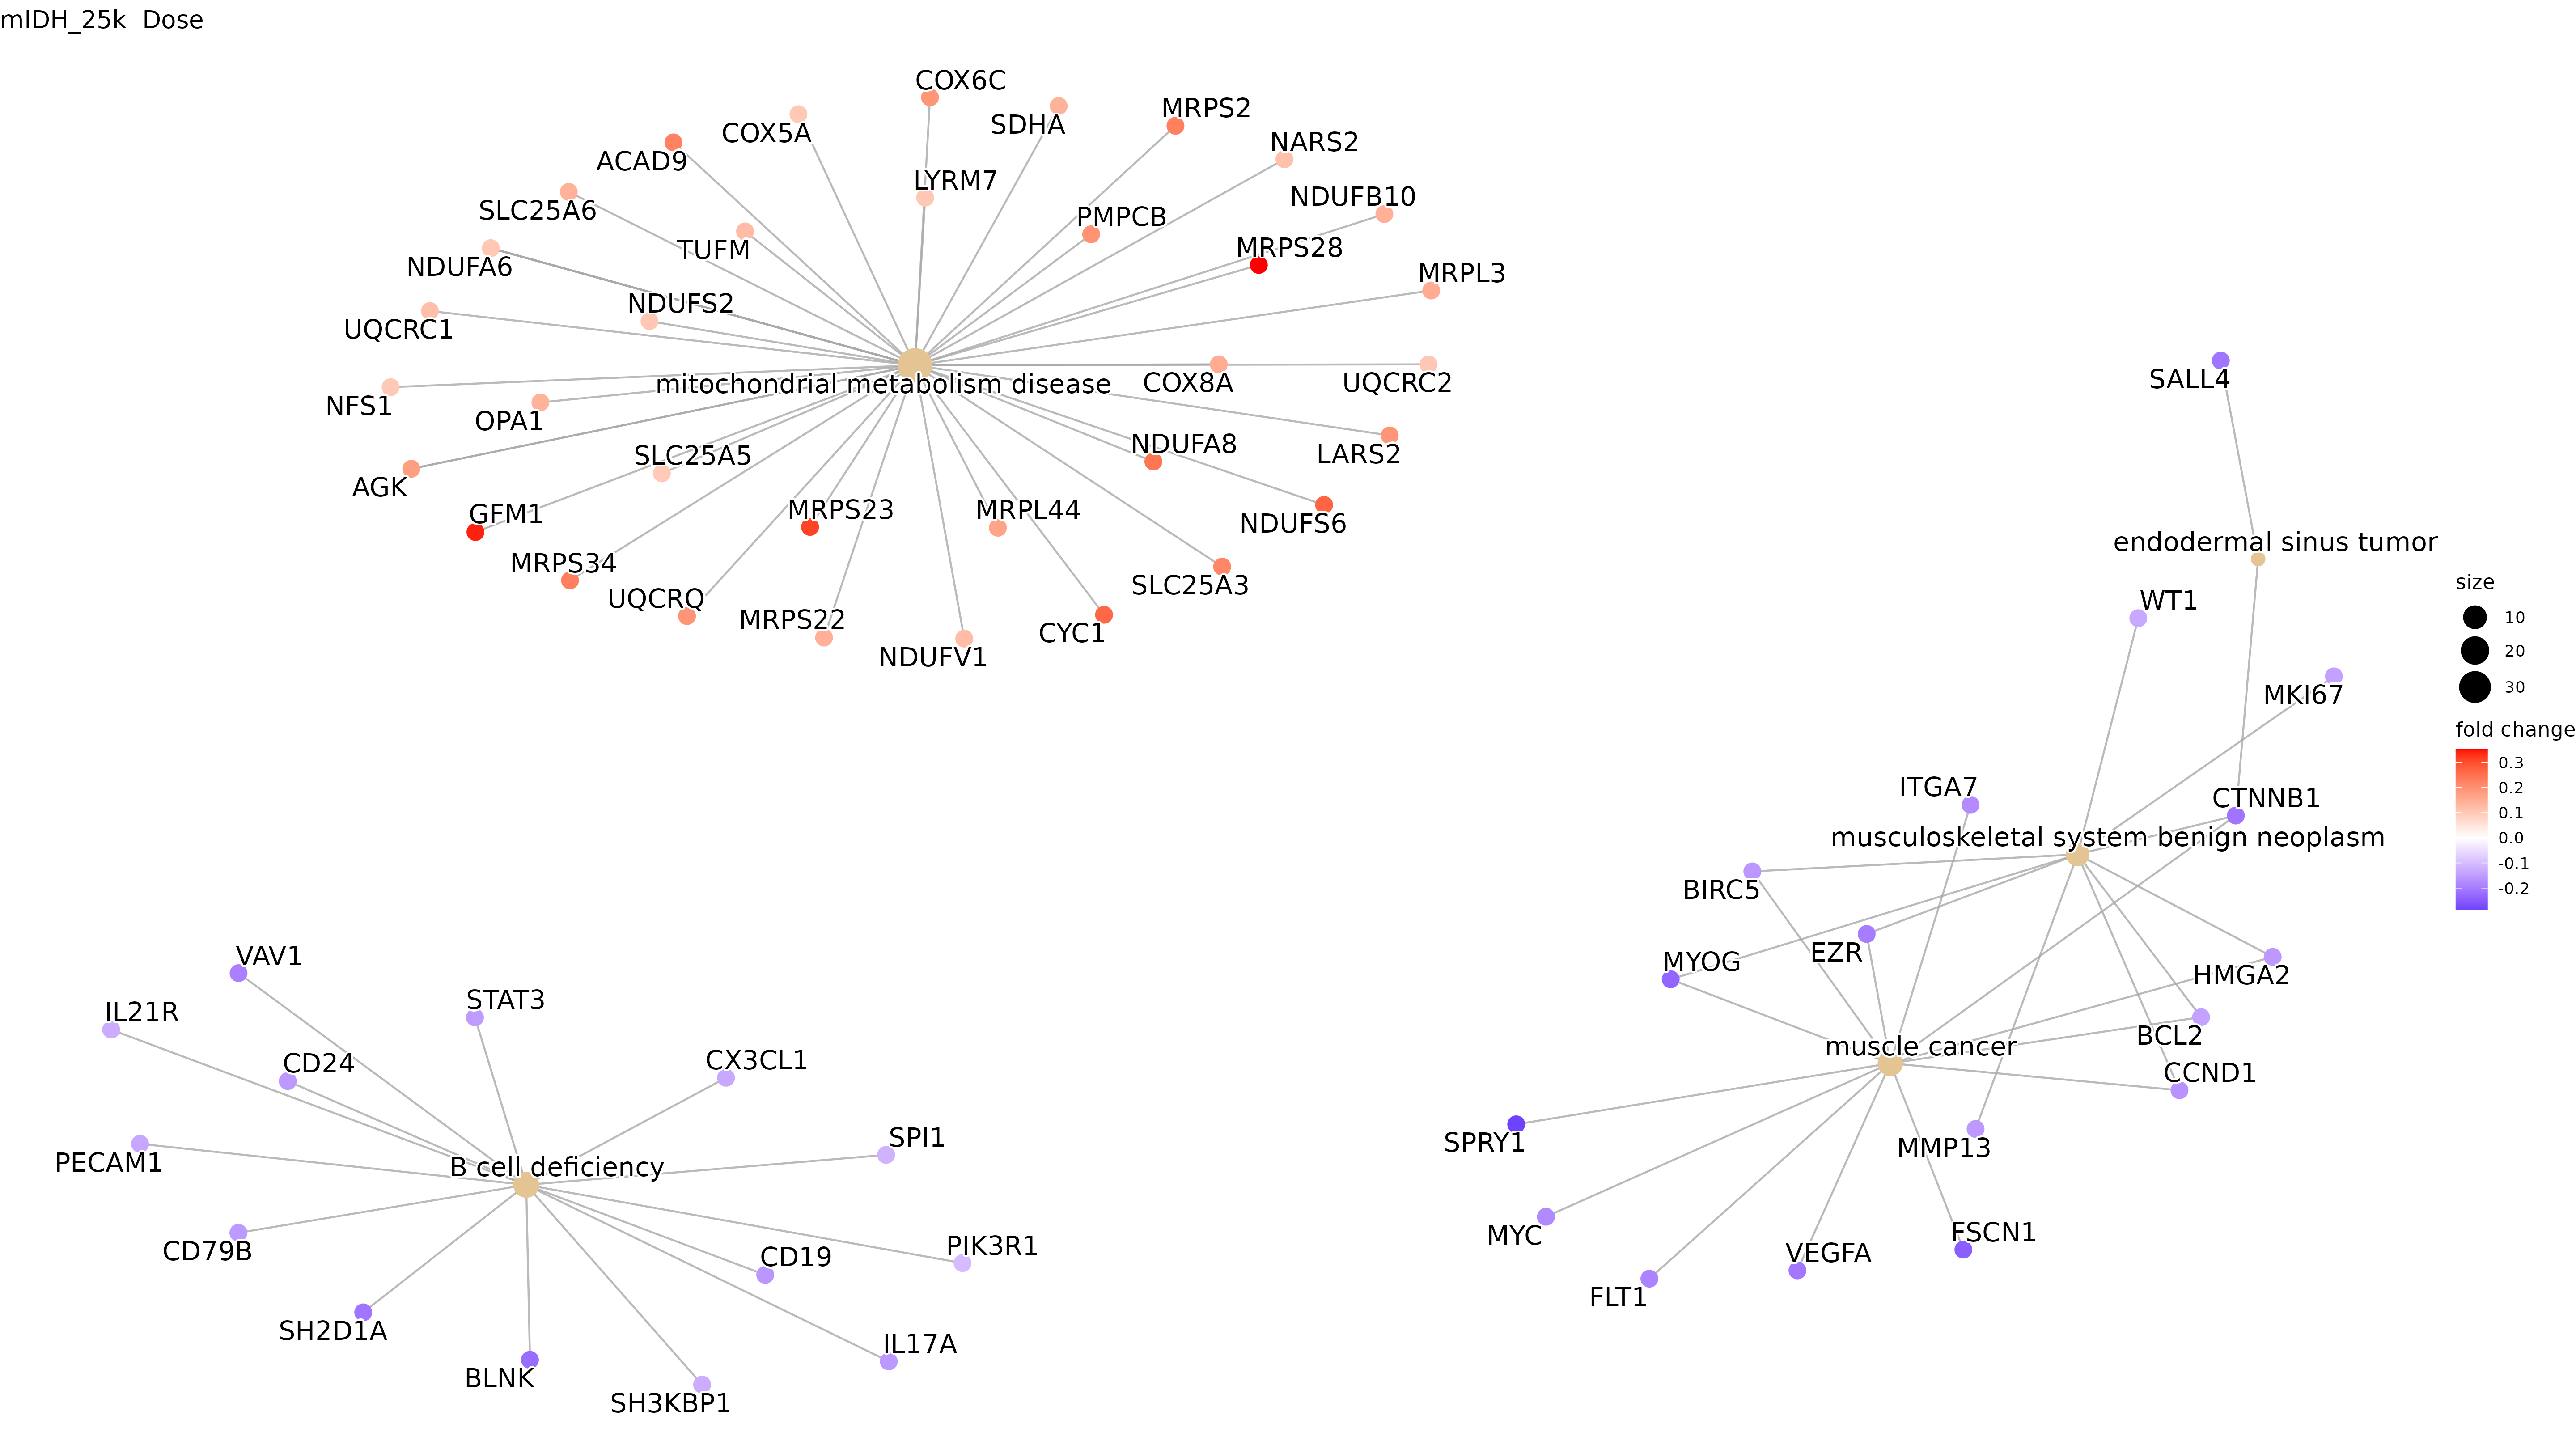 mIDH_25k  Dose
COX6C
SDHA
MRPS2
COX5A
NARS2
ACAD9
LYRM7
NDUFB10
SLC25A6
PMPCB
TUFM
MRPS28
NDUFA6
MRPL3
NDUFS2
UQCRC1
mitochondrial metabolism disease
COX8A
UQCRC2
NFS1
OPA1
NDUFA8
LARS2
SLC25A5
AGK
GFM1
MRPS23
MRPL44
NDUFS6
MRPS34
SLC25A3
UQCRQ
MRPS22
CYC1
NDUFV1
SALL4
endodermal sinus tumor
WT1
MKI67
ITGA7
CTNNB1
musculoskeletal system benign neoplasm
BIRC5
EZR
MYOG
HMGA2
BCL2
muscle cancer
CCND1
SPRY1
MMP13
MYC
FSCN1
VEGFA
FLT1
VAV1
STAT3
IL21R
CD24
CX3CL1
SPI1
PECAM1
B cell deficiency
CD79B
CD19
PIK3R1
SH2D1A
IL17A
BLNK
SH3KBP1
size
10
20
30
fold change
0.3
0.2
0.1
0.0
-0.1
-0.2